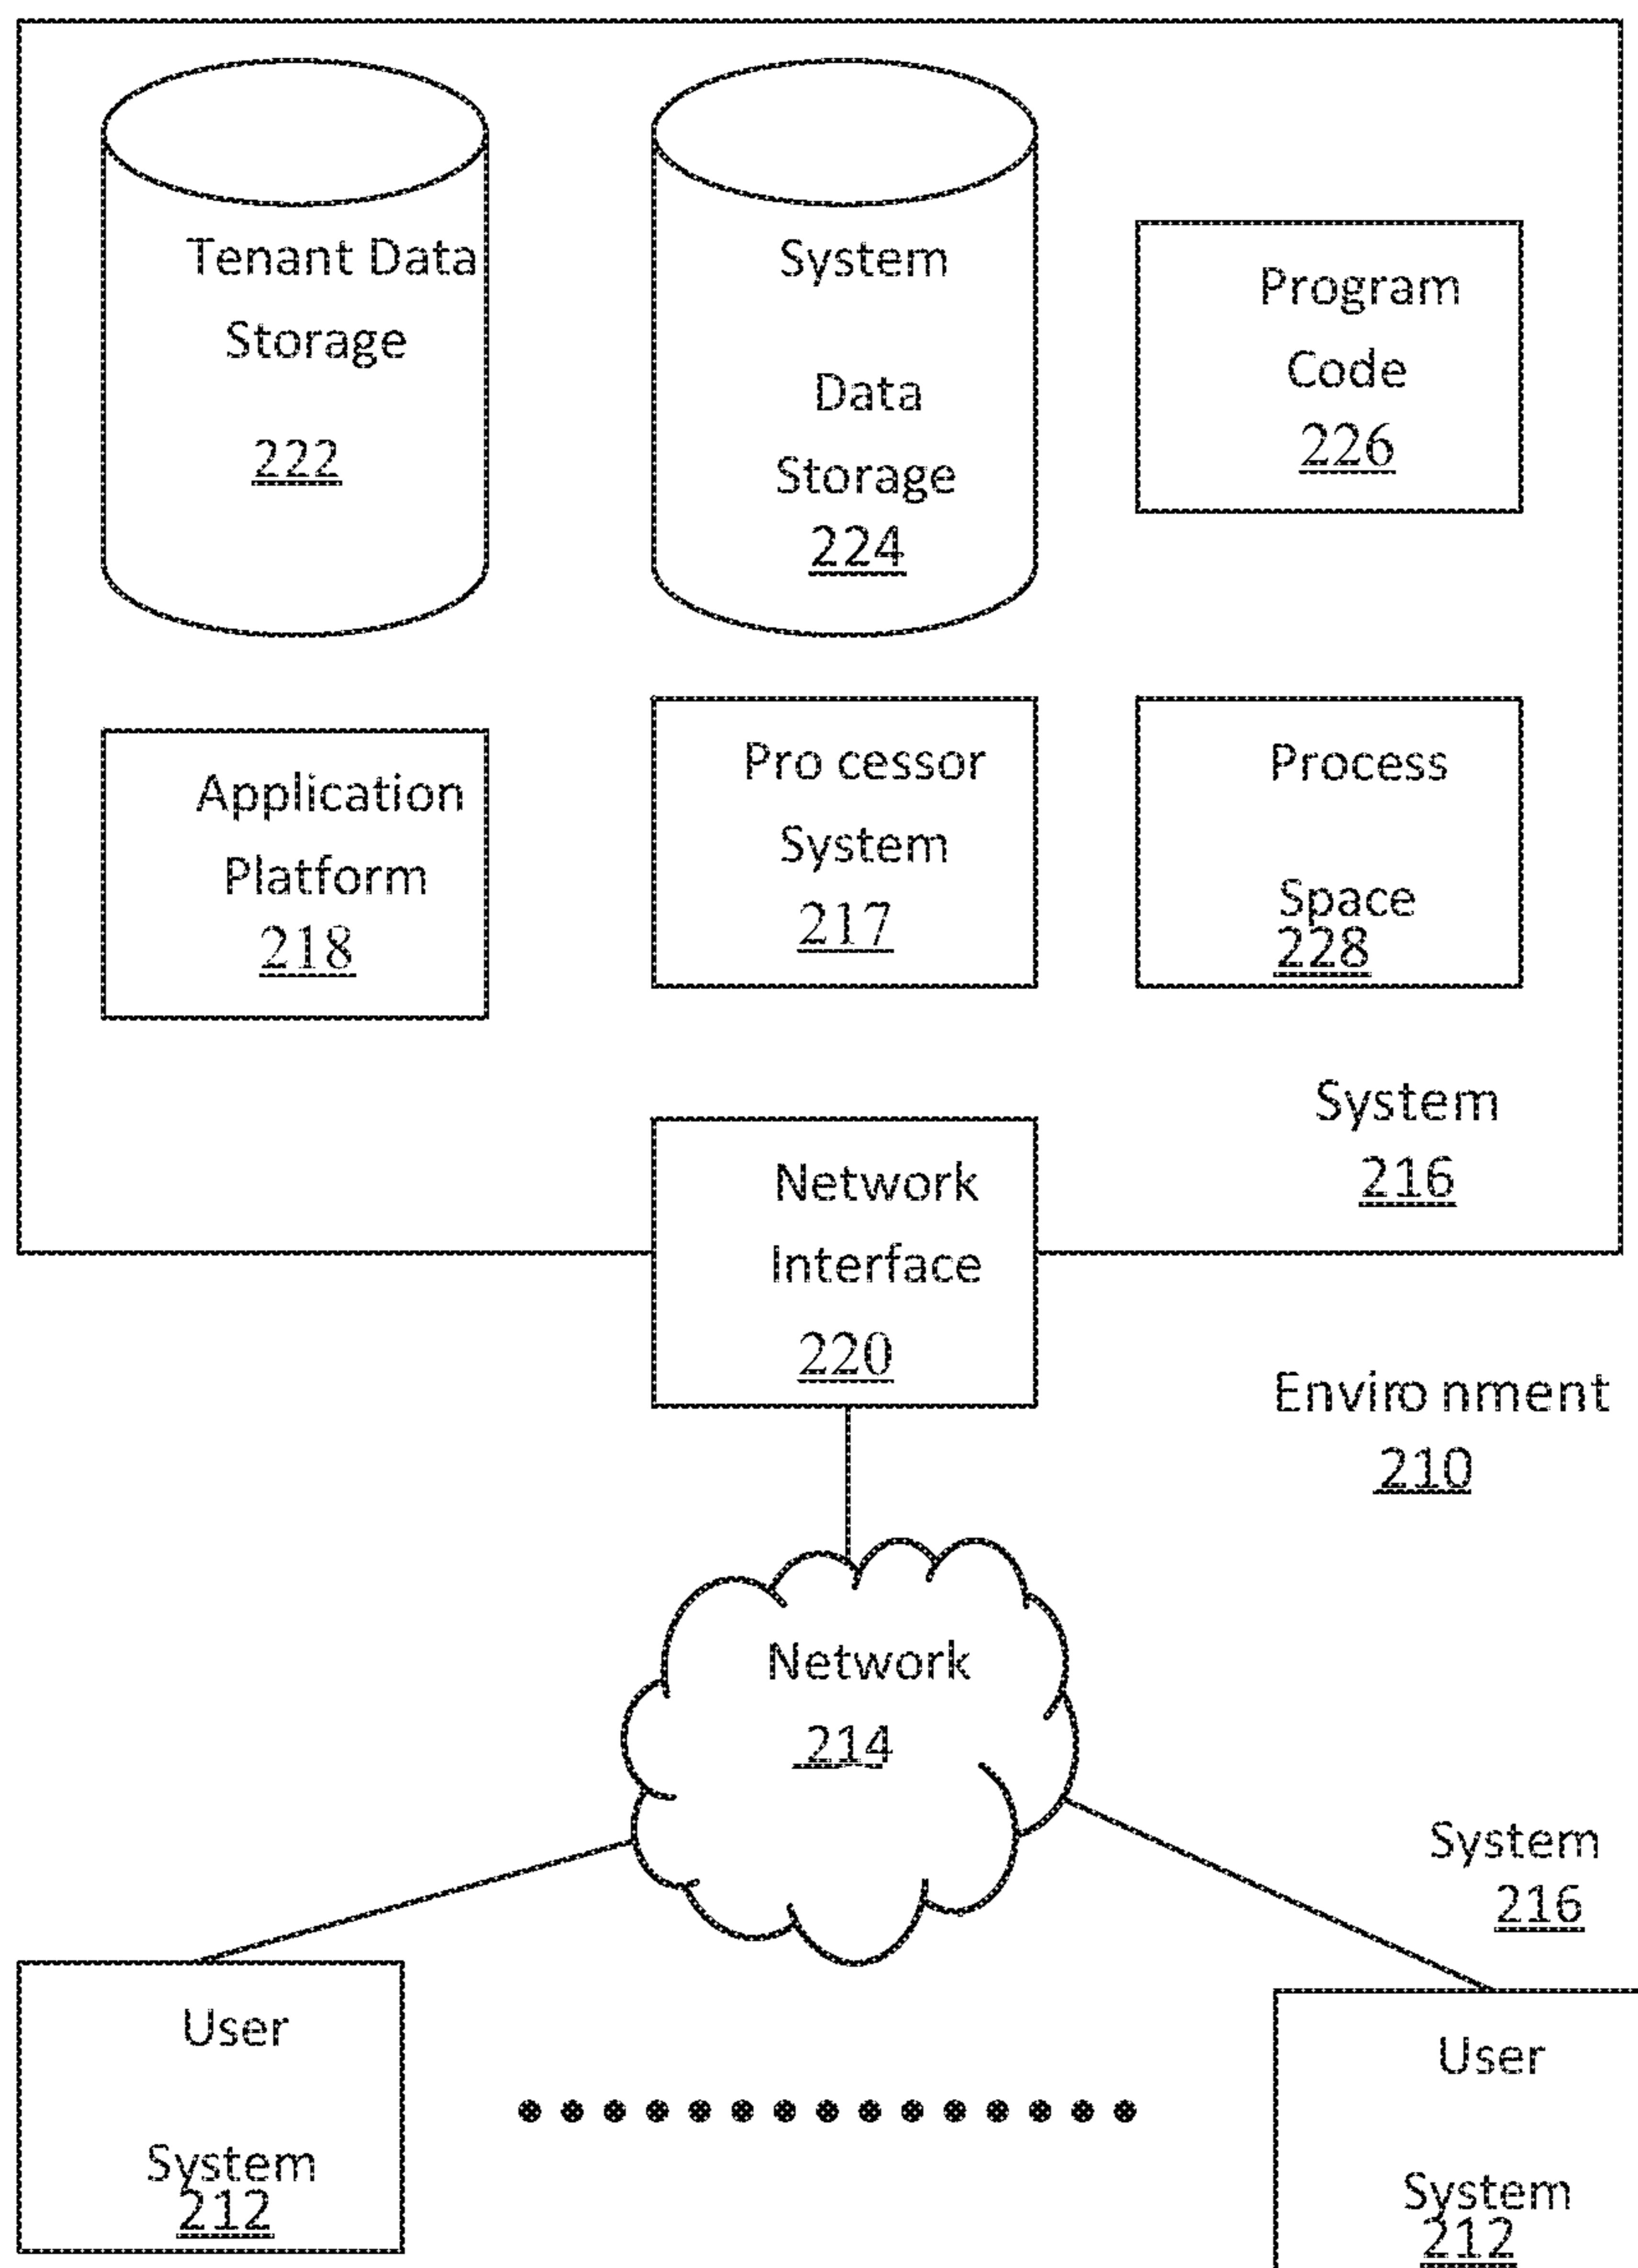 Tenant Data
Storage
222
System
Data
Storage
224
Program
Code
226
Application
Platform
218
Pro cessor
System
217
Process
Space
228
System
216
Network
Interface
220
Enviro nment
210
Network
214
System
216
User
System
212
User
System
212